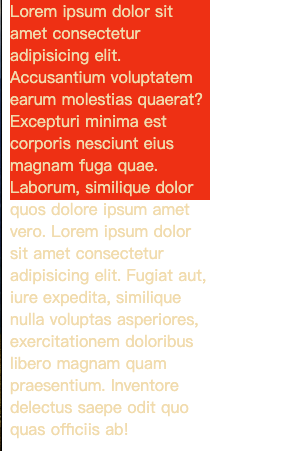 Lorem ipsum dolor sit
amet consectetur
adipisicing elit.
Accusantium voluptatem
earum molestias quaerat?
Excepturi minima est
corporis nesciunt eius
magnam fuga quae.
Laborum, similique dolor
quos dolore ipsum amet
vero. Lorem ipsum dolor
sit amet consectetur
adipisicing elit. Fugiat aut,
iure expedita, similique
nulla voluptas asperiores,
exercitationem doloribus
libero magnam quam
praesentium. Inventore
delectus saepe odit quo
quas officiis ab!